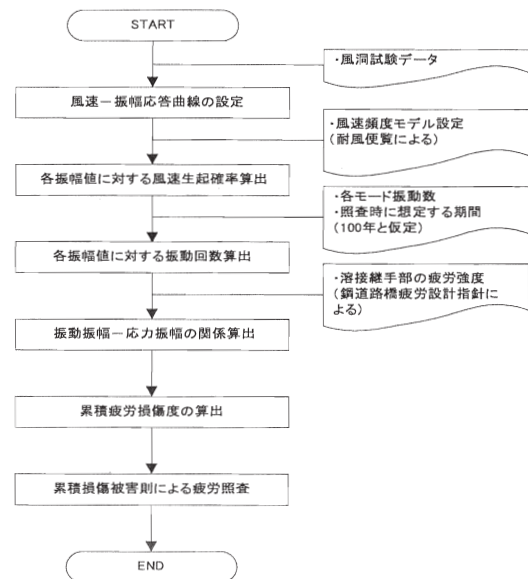 START
・風洞試験データ
風速－振幅応答曲線の設定
・風速頻度モデル設定
(耐風便覧による)
各振幅値に対する風速生起確率算出
・各モード振動数
・照査時に想定する期間
(100年と仮定)
各振幅値に対する振動回数算出
・溶接継手部の疲労強度
(鋼道路橋疲労設計指針に
よる)
振動振幅－応力振幅の関係算出
累積疲労損傷度の算出
累積損傷被害則による疲労照査
END